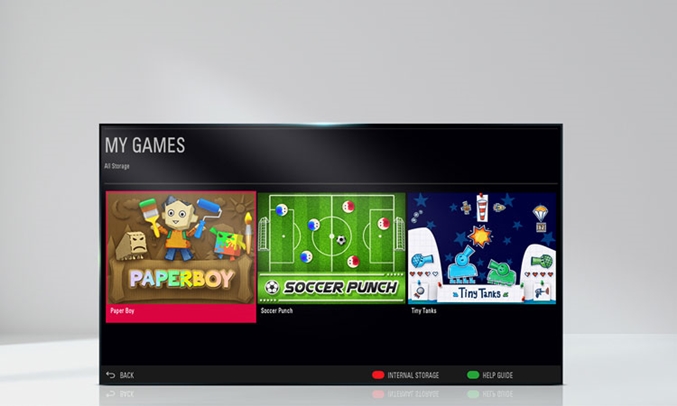 MY GAMES
All Storage
PAPERBOY
SOCCER PUNCH
Tiny Tanks
Paper Boy
Soccer Punch
Tiny Tanks
BACK
INTERNAL STORAGE
HELP GUIDE